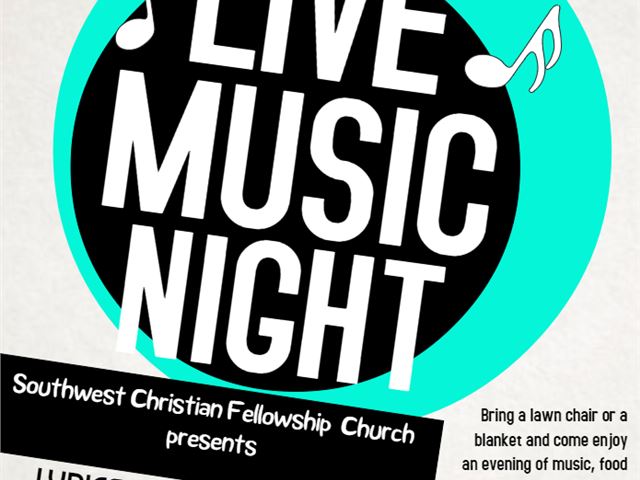 LIVE
MUSIC
NIGHT
Southwest Christian Fellowship Church
presents
Bring a lawn chair or a
blanket and come enjoy
an evening of music, food